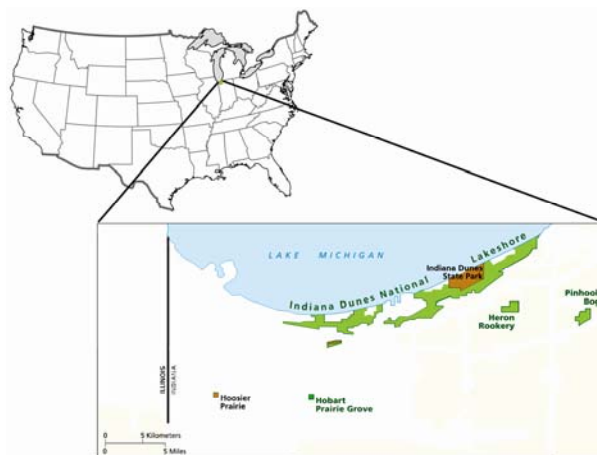 LAKE MICHIGAN
Indiana Dunes National Lakeshore
Indiana Dunes
State Park
Heron
Rookery
Pinhook
Bog
ILLINOIS
INDIANA
Hoosier
Prairie
Hobart
Prairie Grove
0 5 Kilometers
0 5 Miles